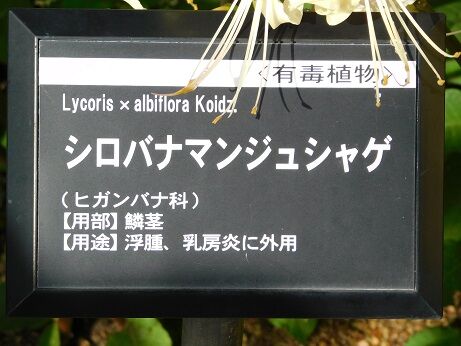 ＜有毒植物＞
Lycoris × albiflora Koidz.
シロバナマンジュシャゲ
（ヒガンバナ科）
【用部】鱗茎
【用途】浮腫、乳房炎に外用